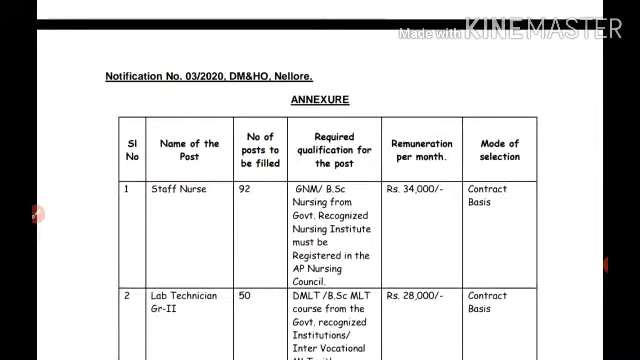 Made with KINEMASTER
Notification No. 03/2020, DM&HO, Nellore.
ANNEXURE
Sl No
Name of the Post
No of posts to be filled
Required qualification for the post
Remuneration per month.
Mode of selection
1
Staff Nurse
92
GNM/ B.Sc
Nursing from
Govt. Recognized
Nursing Institute
must be
Registered in the
AP Nursing
Council.
Rs. 34,000/-
Contract
Basis
2
Lab Technician
Gr-II
50
DMLT /B.Sc MLT
course from the
Govt. recognized
Institutions/
Inter Vocational
Rs. 28,000/-
Contract
Basis